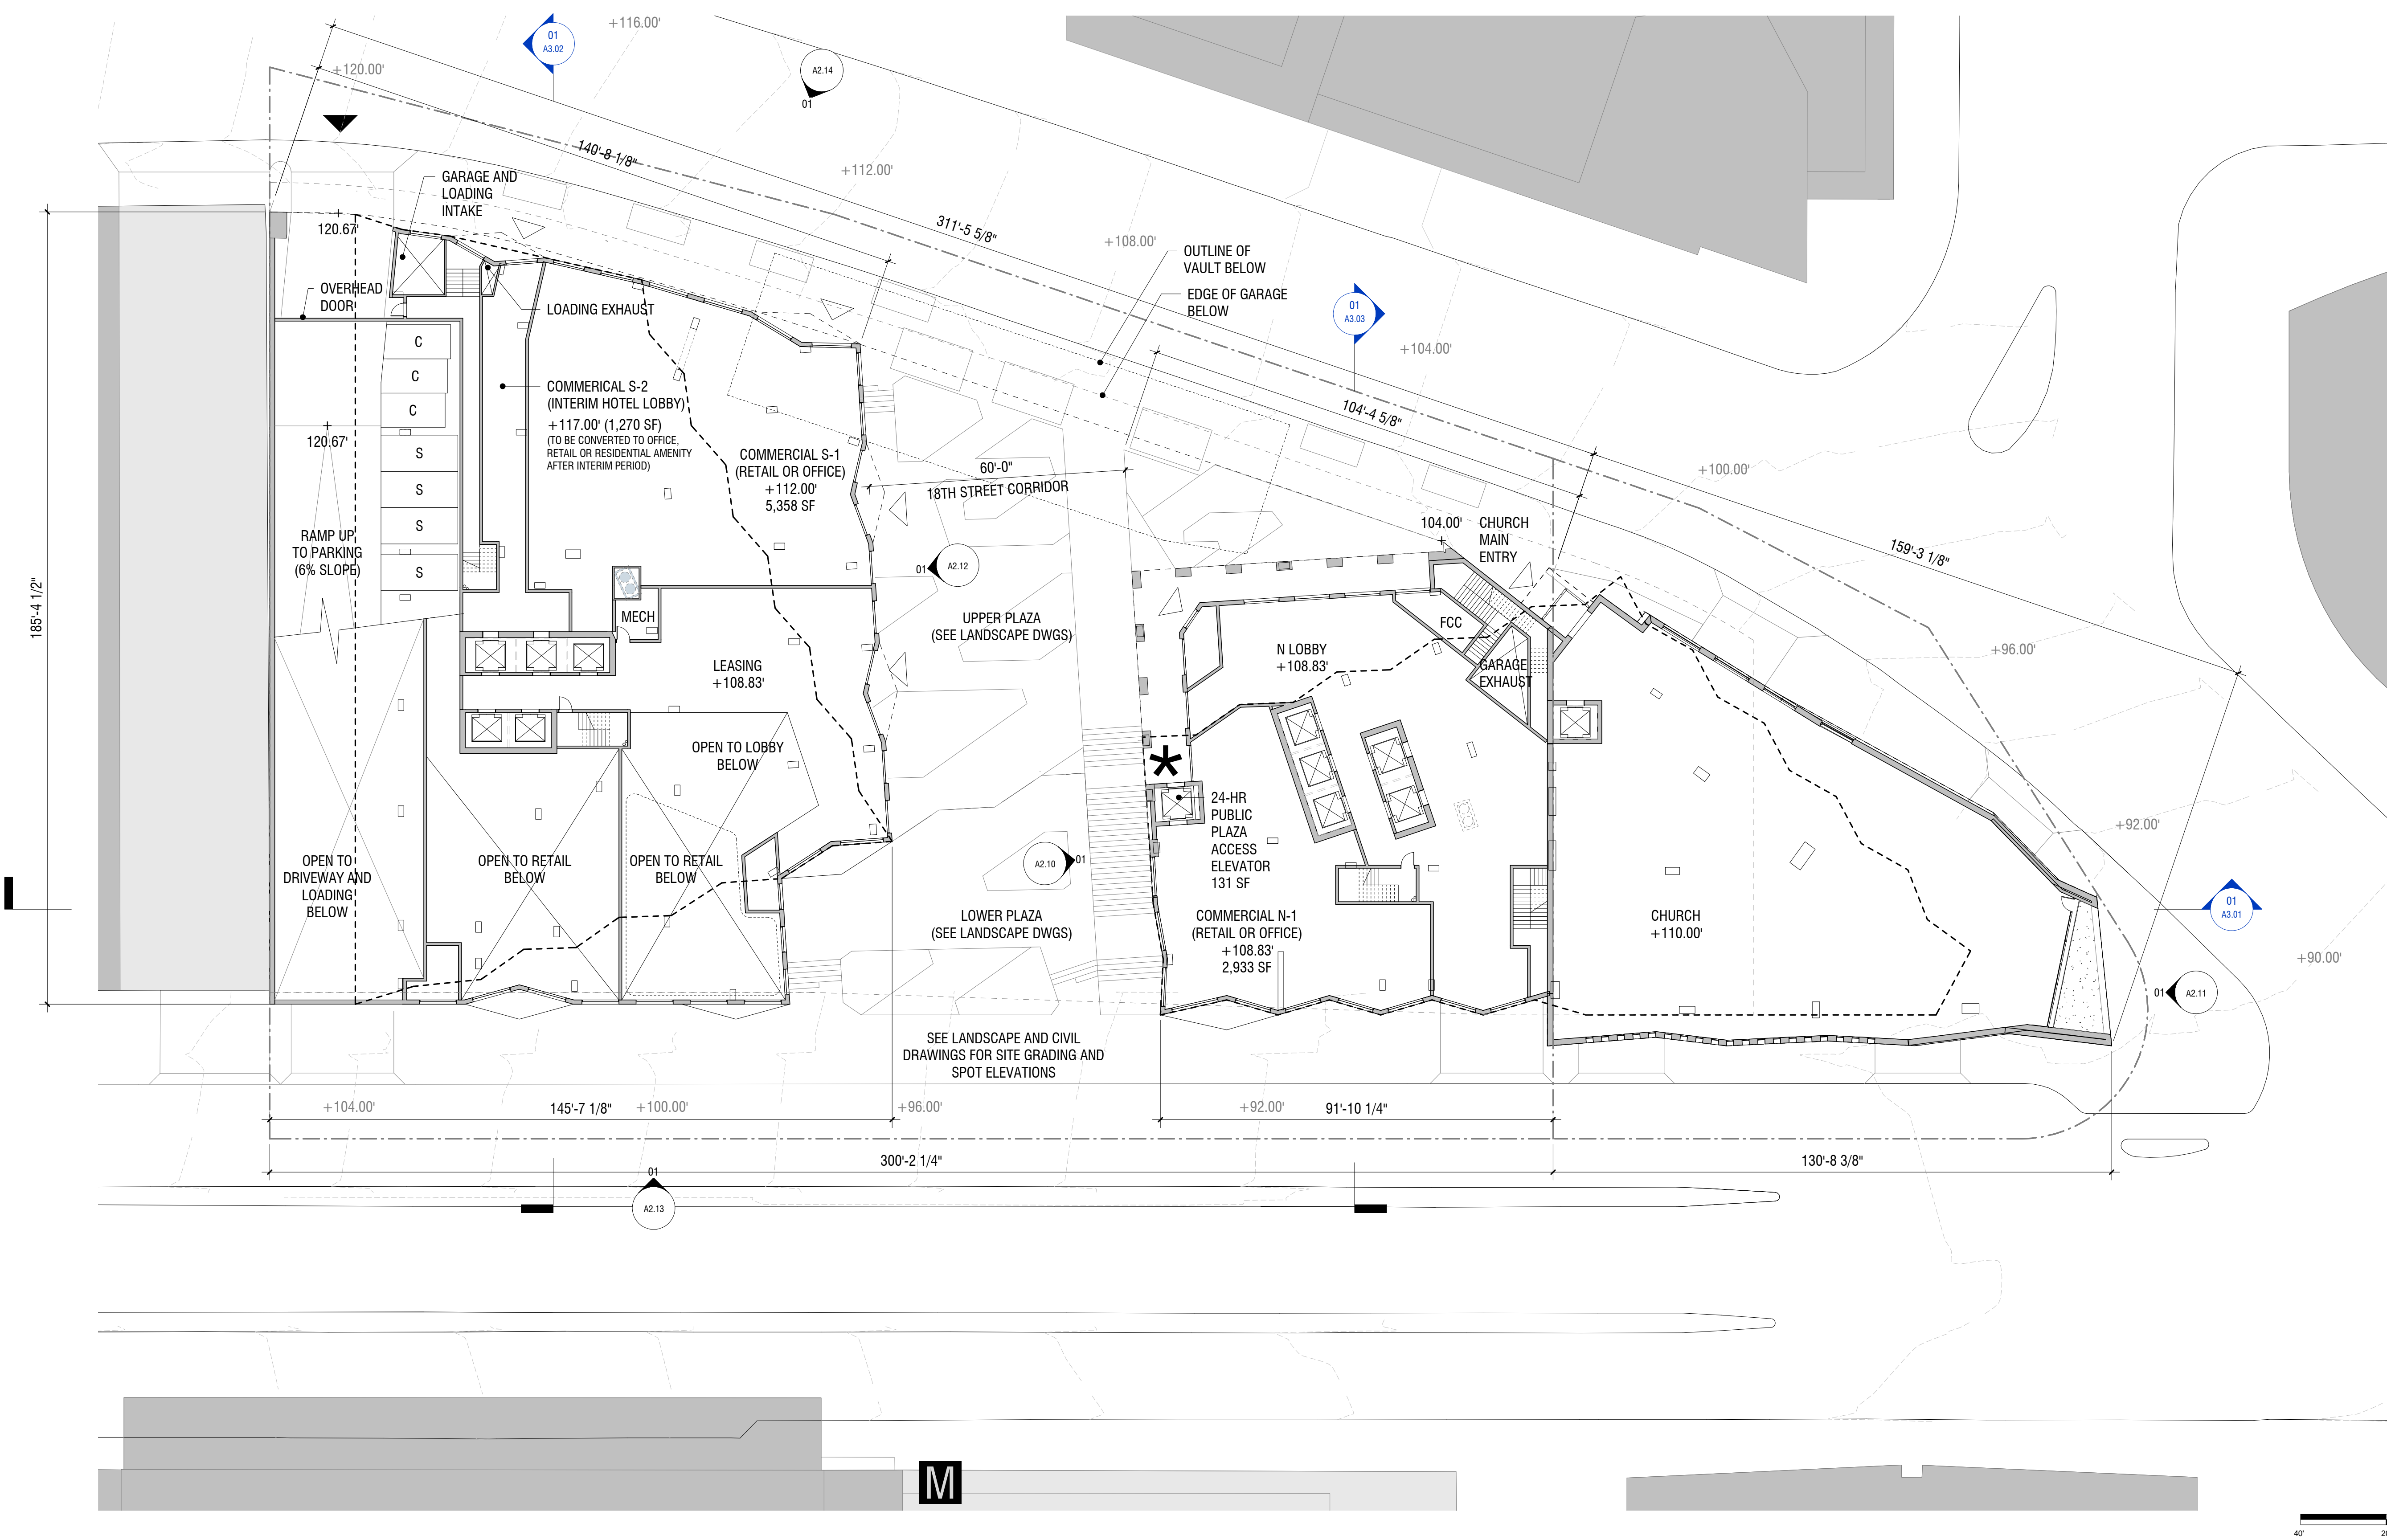 +116.00'
01
A3.02
+120.00'
A2.14
01
140'-8 1/8"
+112.00'
GARAGE AND
LOADING
INTAKE
120.67'
311'-5 5/8"
+108.00'
OUTLINE OF
VAULT BELOW
EDGE OF GARAGE
BELOW
OVERHEAD
DOOR
LOADING EXHAUST
01
A3.03
+104.00'
C
C
C
S
S
S
S
COMMERICAL S-2
(INTERIM HOTEL LOBBY)
+117.00' (1,270 SF)
(TO BE CONVERTED TO OFFICE,
RETAIL OR RESIDENTIAL AMENITY
AFTER INTERIM PERIOD)
104'-4 5/8"
120.67'
COMMERCIAL S-1
(RETAIL OR OFFICE)
+112.00'
5,358 SF
60'-0"
18TH STREET CORRIDOR
+100.00'
RAMP UP
TO PARKING
(6% SLOPE)
104.00'
CHURCH
MAIN
ENTRY
159'-3 1/8"
01
A2.12
185'-4 1/2"
MECH
UPPER PLAZA
(SEE LANDSCAPE DWGS)
FCC
N LOBBY
+108.83'
GARAGE
EXHAUST
+96.00'
LEASING
+108.83'
OPEN TO LOBBY
BELOW
*
24-HR
PUBLIC
PLAZA
ACCESS
ELEVATOR
131 SF
+92.00'
OPEN TO
DRIVEWAY AND
LOADING
BELOW
OPEN TO RETAIL
BELOW
OPEN TO RETAIL
BELOW
A2.10
01
LOWER PLAZA
(SEE LANDSCAPE DWGS)
COMMERCIAL N-1
(RETAIL OR OFFICE)
+108.83'
2,933 SF
CHURCH
+110.00'
01
A3.01
+90.00'
01
A2.11
SEE LANDSCAPE AND CIVIL
DRAWINGS FOR SITE GRADING AND
SPOT ELEVATIONS
+104.00'
145'-7 1/8"
+100.00'
+96.00'
+92.00'
91'-10 1/4"
300'-2 1/4"
130'-8 3/8"
01
A2.13
M
40'